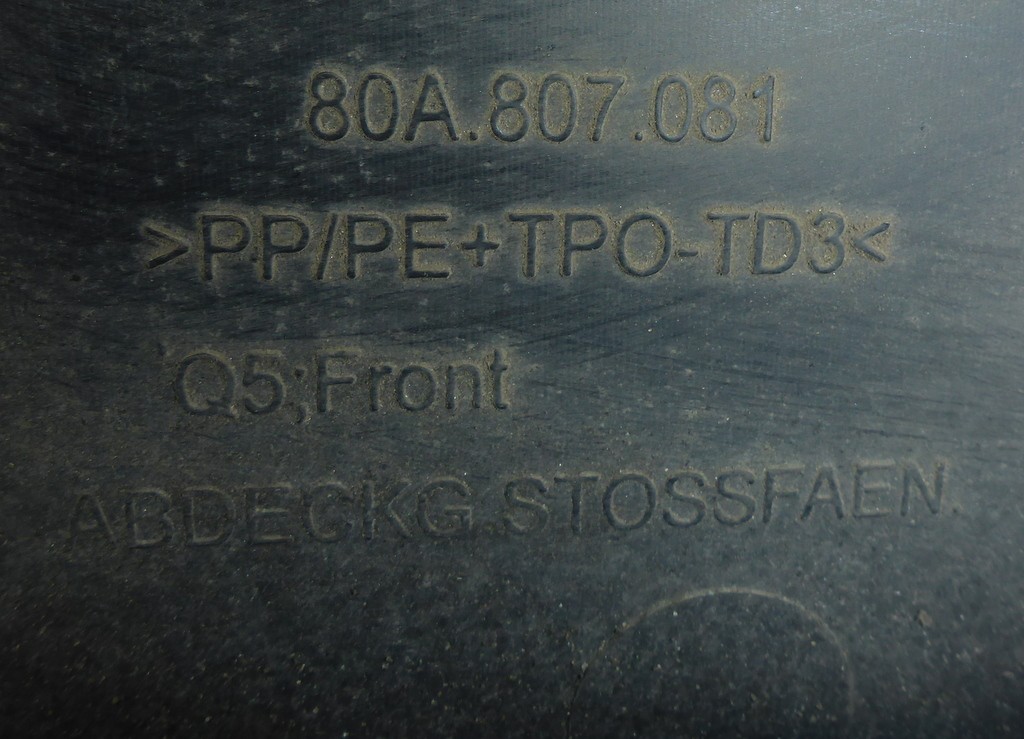 80A.807.081
>PP/PE+TPO-TD3<
Q5;Front
ABDECKG.STOSSFAEN.